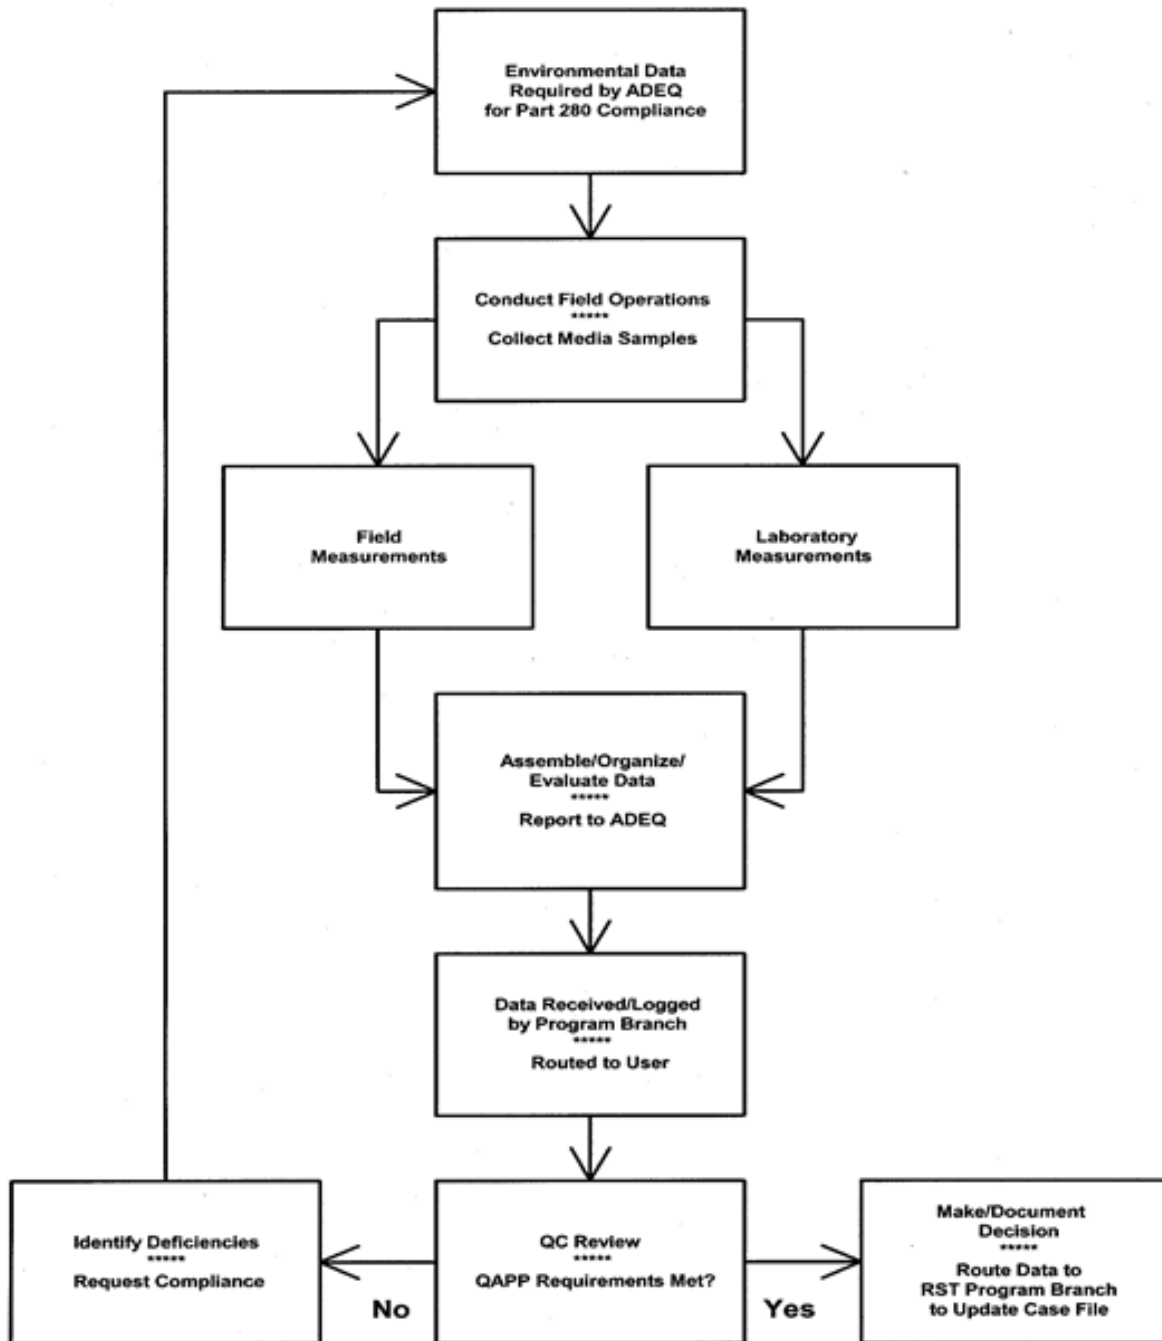 Environmental Data
Required by ADEQ
for Part 280 Compliance
Conduct Field Operations
*****
Collect Media Samples
Field
Measurements
Laboratory
Measurements
Assemble/Organize/
Evaluate Data
*****
Report to ADEQ
Data Received/Logged
by Program Branch
*****
Routed to User
Identify Deficiencies
*****
Request Compliance
No
QC Review
*****
QAPP Requirements Met?
Yes
Make/Document
Decision
*****
Route Data to
RST Program Branch
to Update Case File